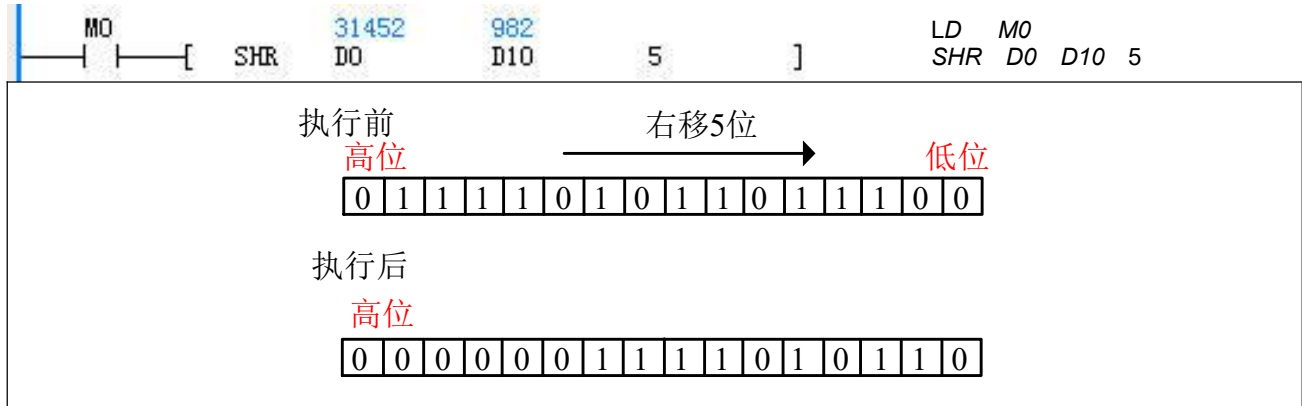 M0 31452 982 LD M0
[ SHR D0 D10 5 ] SHR D0 D10 5
执行前 右移5位
高位 低位
0 1 1 1 1 0 1 0 1 1 0 1 1 1 0 0
执行后
高位
0 0 0 0 0 0 1 1 1 1 0 1 0 1 1 0